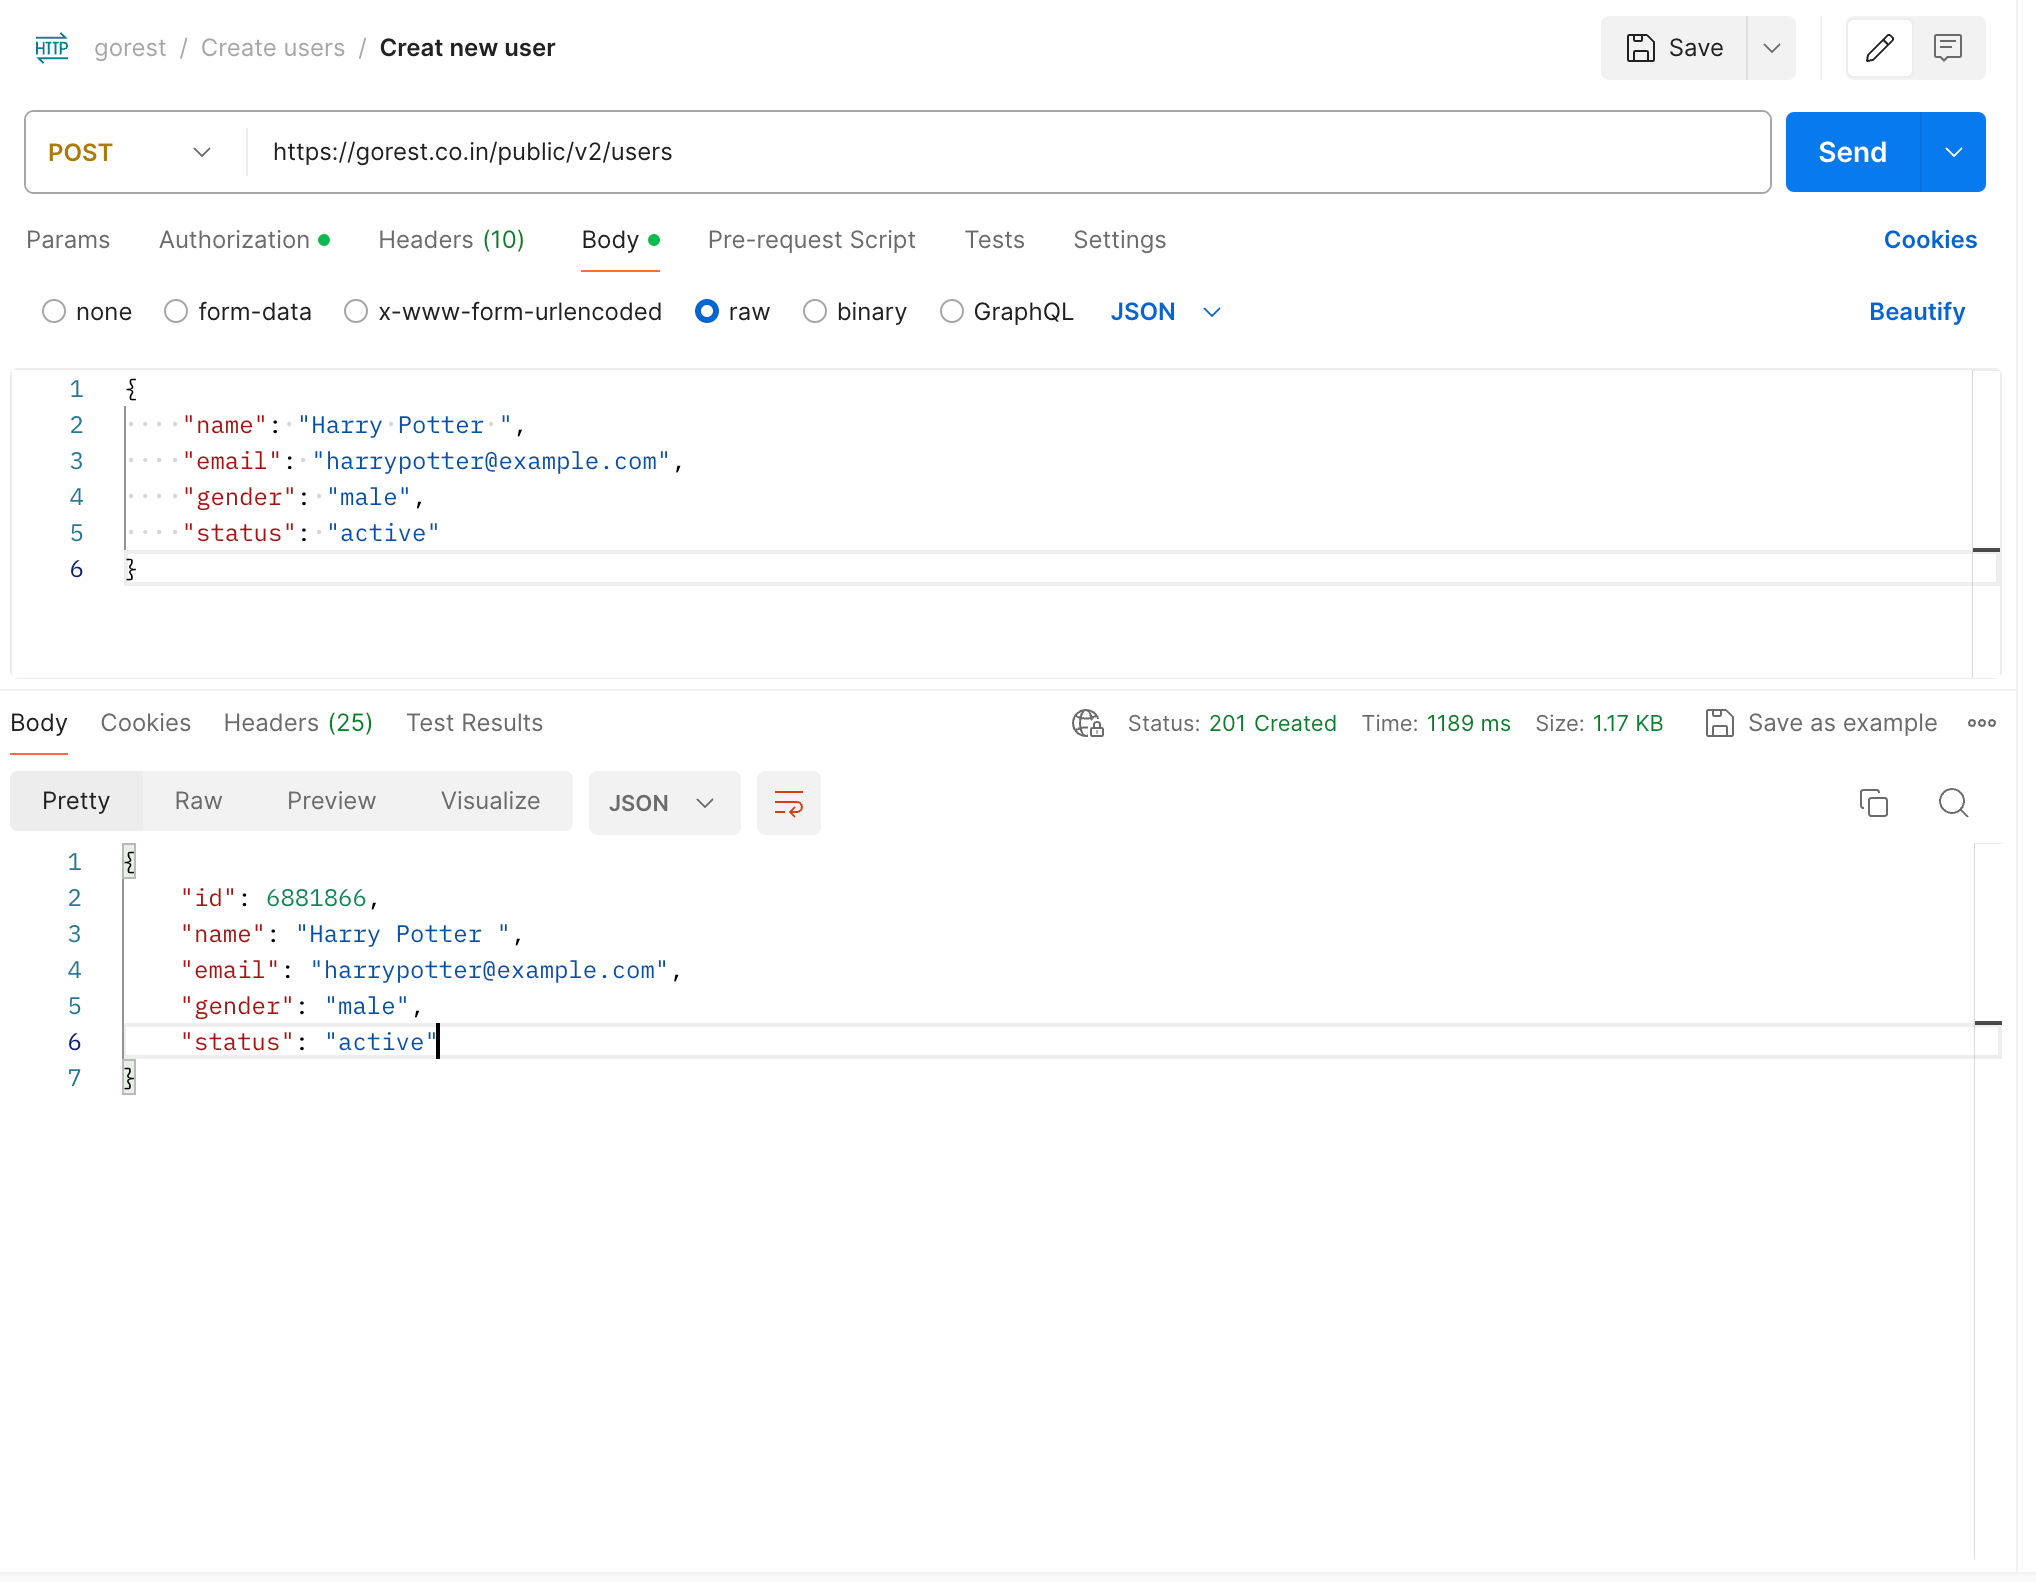 HTTP gorest / Create users / Creat new user Save
POST https://gorest.co.in/public/v2/users Send
Params Authorization Headers (10) Body Pre-request Script Tests Settings Cookies
none form-data x-www-form-urlencoded raw binary GraphQL JSON Beautify
1 {
2 "name": "Harry Potter ",
3 "email": "harrypotter@example.com",
4 "gender": "male",
5 "status": "active"
6 }
Body Cookies Headers (25) Test Results Status: 201 Created Time: 1189 ms Size: 1.17 KB Save as example
Pretty Raw Preview Visualize JSON
1 {
2 "id": 6881866,
3 "name": "Harry Potter ",
4 "email": "harrypotter@example.com",
5 "gender": "male",
6 "status": "active"
7 }